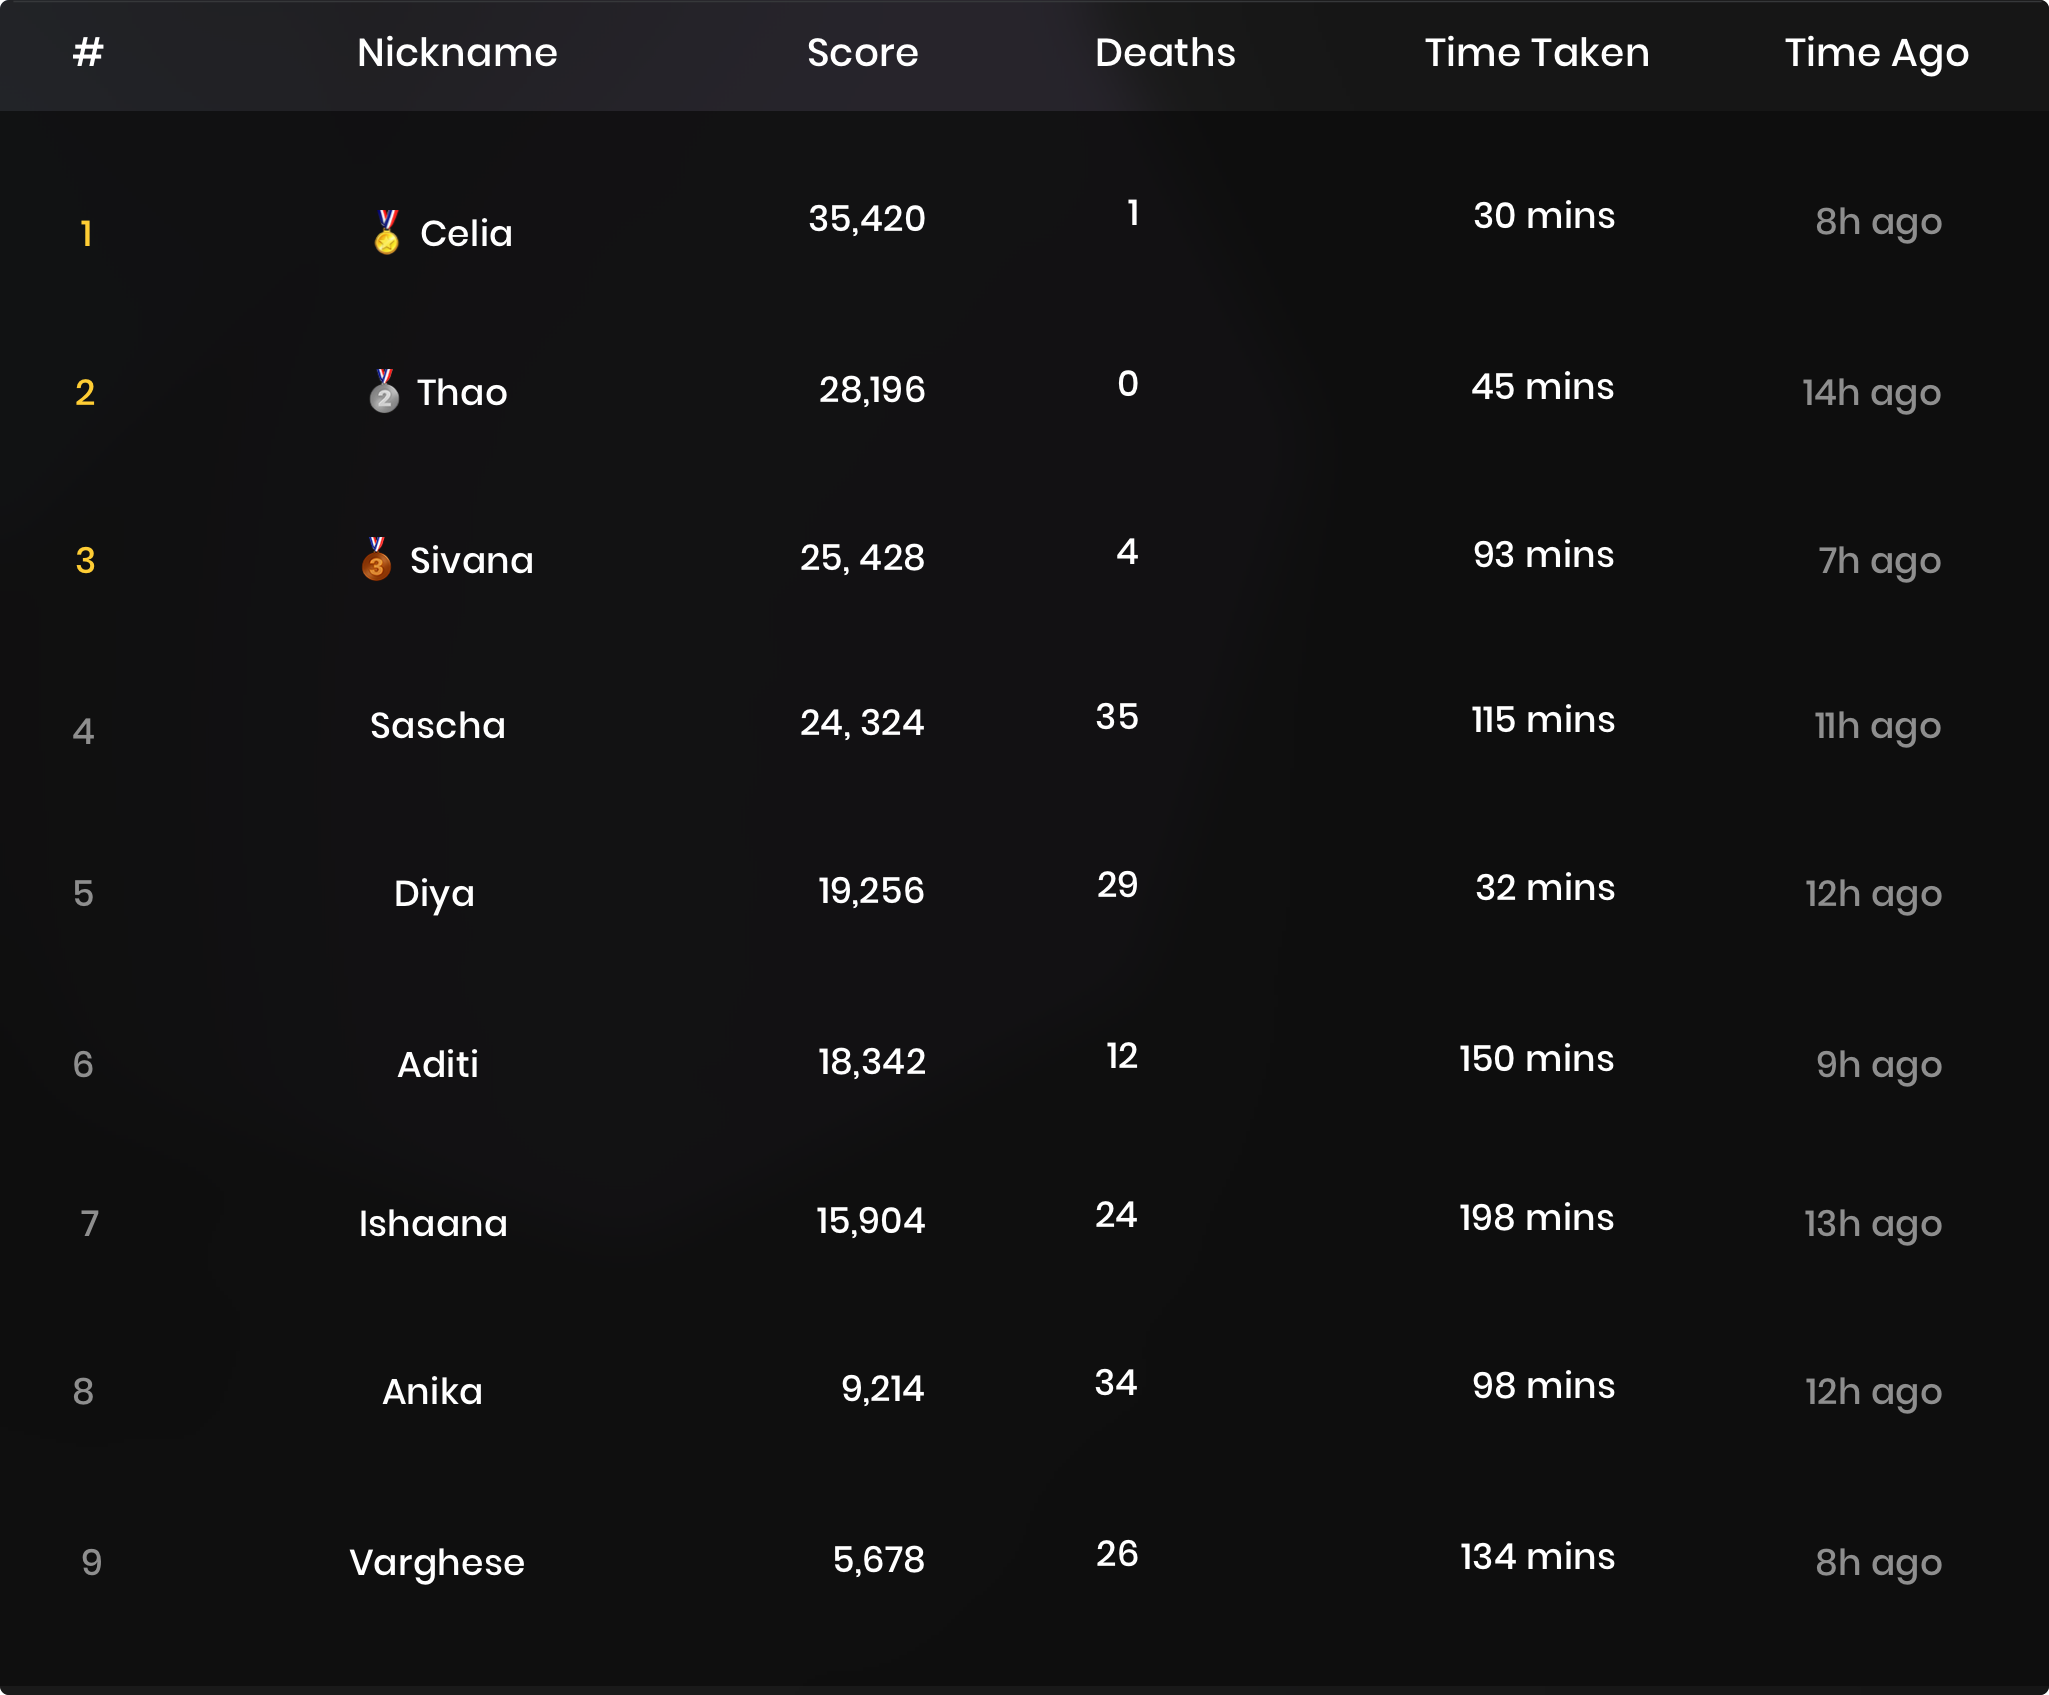 # Nickname Score Deaths Time Taken Time Ago
1 🏅 Celia 35,420 1 30 mins 8h ago
2 🥈 Thao 28,196 0 45 mins 14h ago
3 🥉 Sivana 25, 428 4 93 mins 7h ago
4 Sascha 24, 324 35 115 mins 11h ago
5 Diya 19,256 29 32 mins 12h ago
6 Aditi 18,342 12 150 mins 9h ago
7 Ishaana 15,904 24 198 mins 13h ago
8 Anika 9,214 34 98 mins 12h ago
9 Varghese 5,678 26 134 mins 8h ago